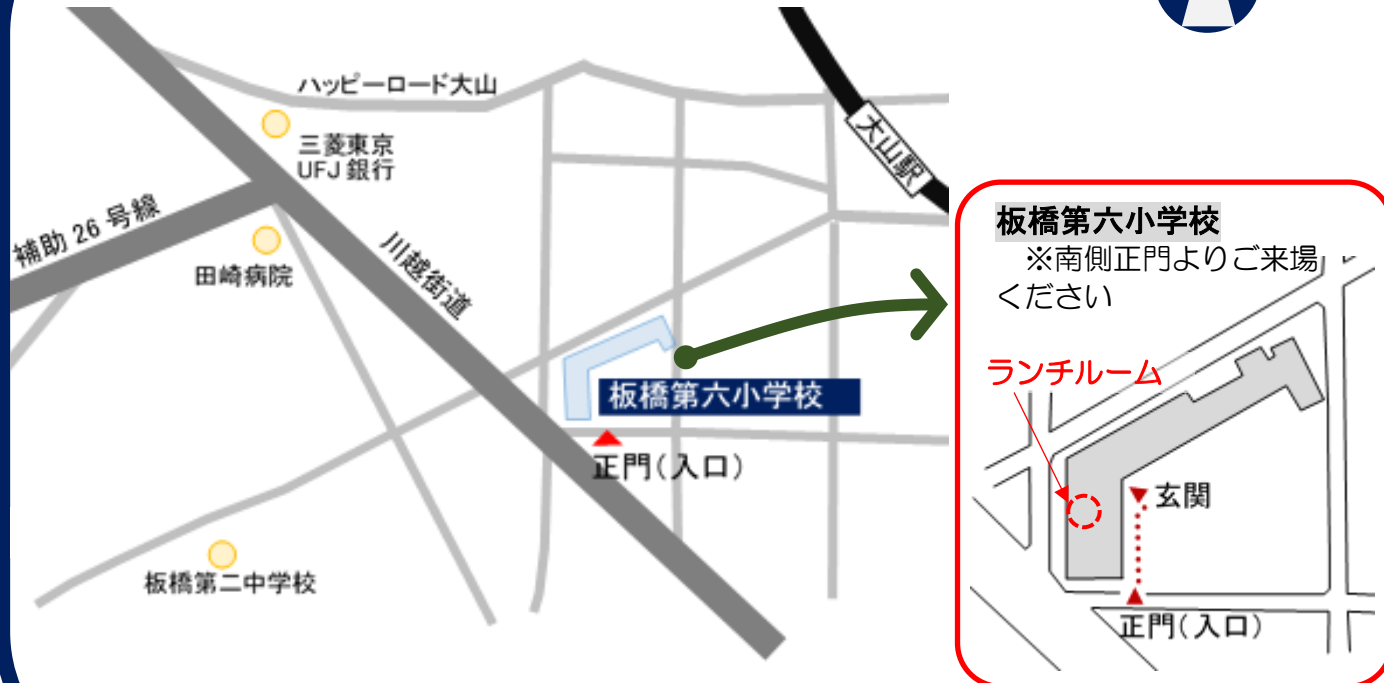 ハッピーロード大山
三菱東京
UFJ 銀行
大山駅
補助 26 号線
田崎病院
川越街道
板橋第六小学校
正門(入口)
板橋第二中学校
板橋第六小学校
※南側正門よりご来場
ください
ランチルーム
玄関
正門(入口)